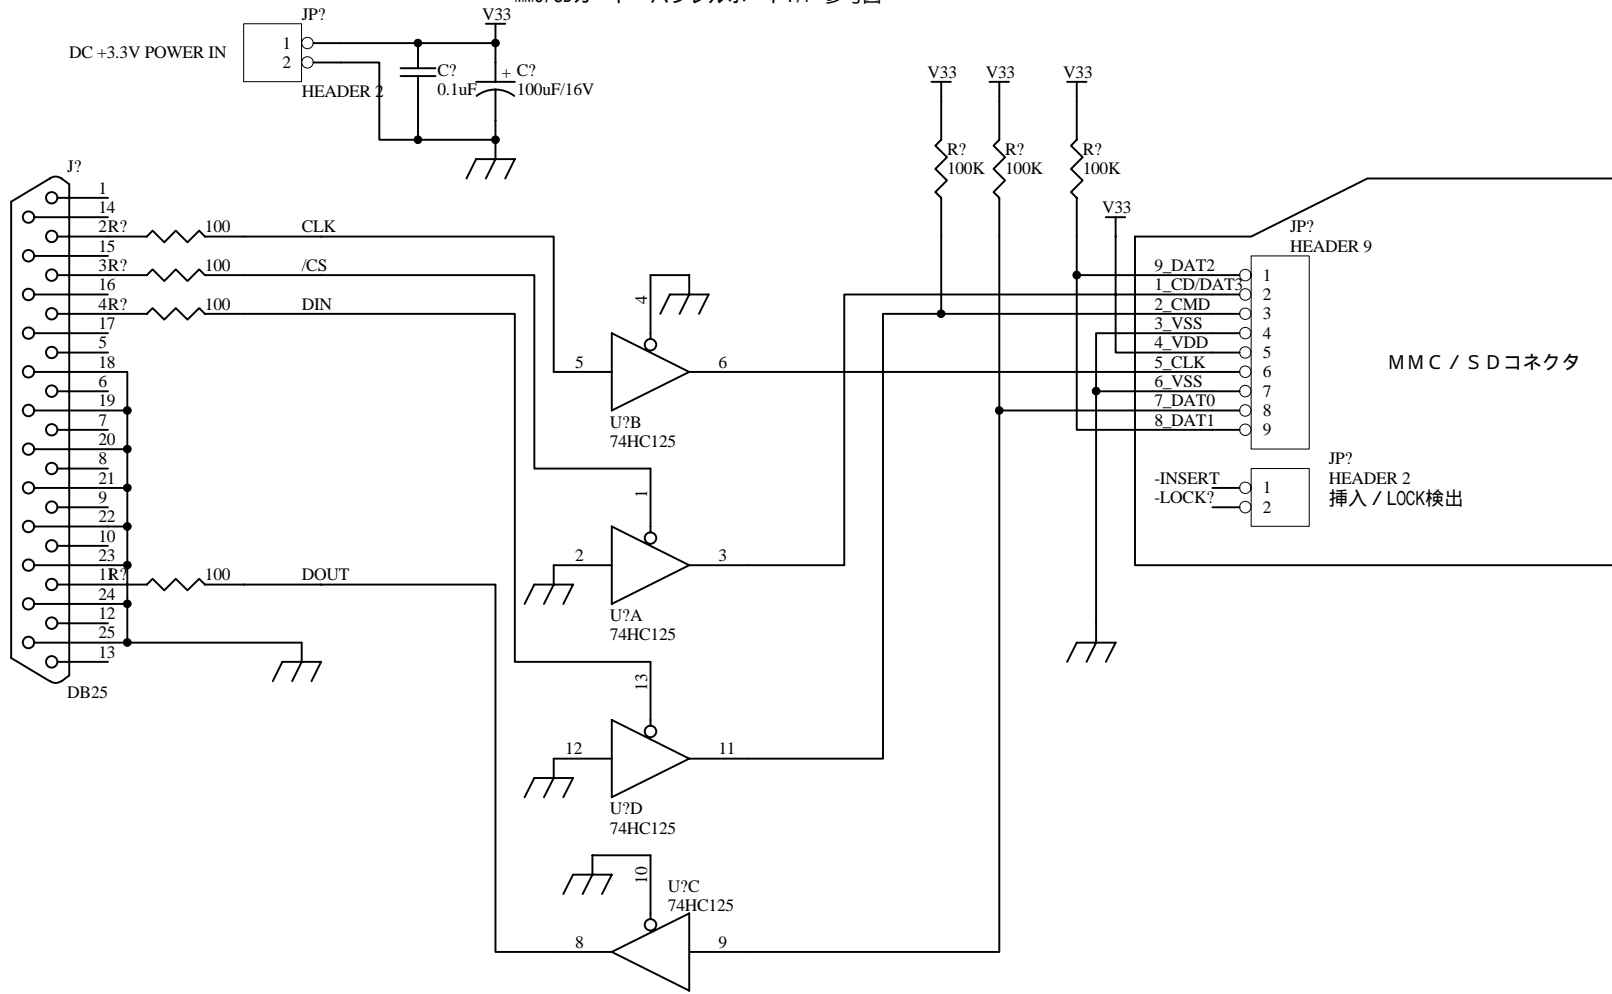 JP?
V33
DC +3.3V POWER IN
1
2
HEADER 2
C?
0.1uF
+ C?
100uF/16V
V33
V33
V33
R?
100K
R?
100K
R?
100K
V33
J?
1
14
2R?
100
CLK
15
3R?
100
/CS
16
4R?
100
DIN
17
5
18
6
19
7
20
8
21
9
22
10
23
11R?
100
DOUT
24
12
25
13
DB25
4
5
6
U?B
74HC125
1
2
3
U?A
74HC125
13
12
11
U?D
74HC125
10
U?C
74HC125
8
9
JP?
HEADER 9
9_DAT2
1
1_CD/DAT3
2
2_CMD
3
3_VSS
4
4_VDD
5
5_CLK
6
6_VSS
7
7_DAT0
8
8_DAT1
9
MMC/SDコネクタ
JP?
HEADER 2
挿入/LOCK検出
-INSERT
1
-LOCK?
2